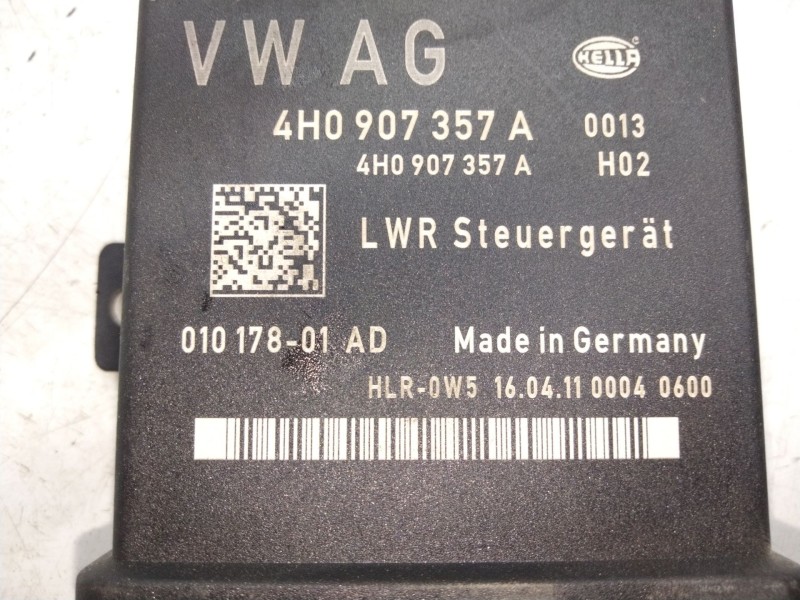 VW AG
HELLA
4H0 907 357 A 0013
4H0 907 357 A H02
LWR Steuergerät
010 178-01 AD Made in Germany
HLR-0W5 16.04.11 0004 0600